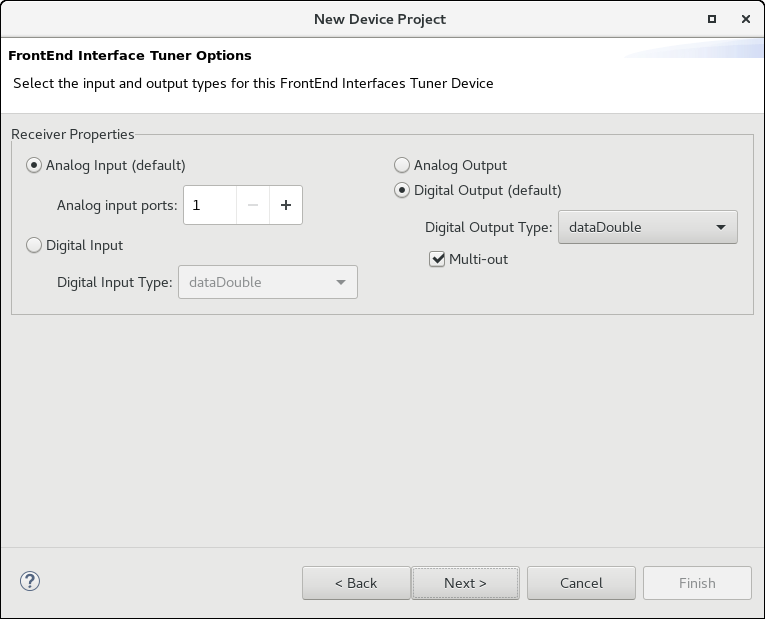 New Device Project
FrontEnd Interface Tuner Options
Select the input and output types for this FrontEnd Interfaces Tuner Device
Receiver Properties
Analog Input (default)
Analog input ports: 1 − +
Digital Input
Digital Input Type: dataDouble
Analog Output
Digital Output (default)
Digital Output Type: dataDouble
Multi-out
? < Back Next > Cancel Finish